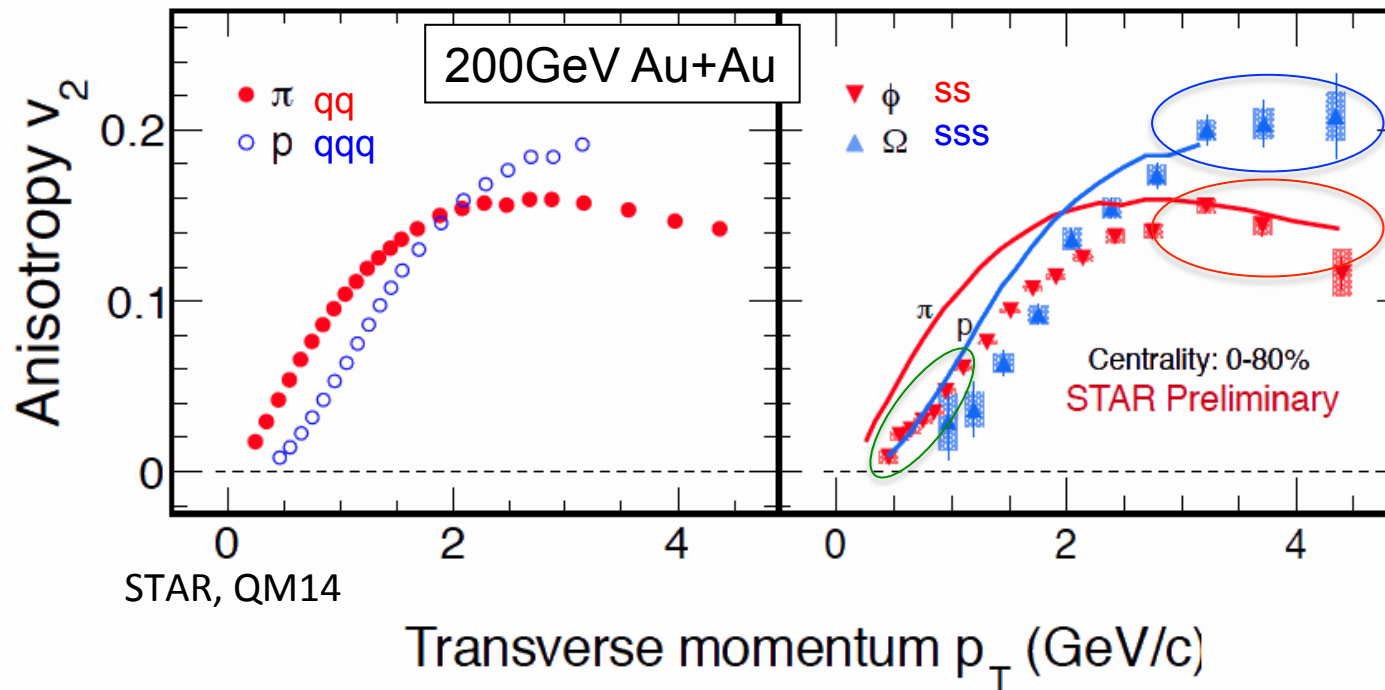 200GeV Au+Au
Anisotropy v2
0.2
0.1
0
π qq
p qqq
ϕ ss
Ω sss
π
p
Centrality: 0-80%
STAR Preliminary
0 2 4
0 2 4
STAR, QM14
Transverse momentum pT (GeV/c)